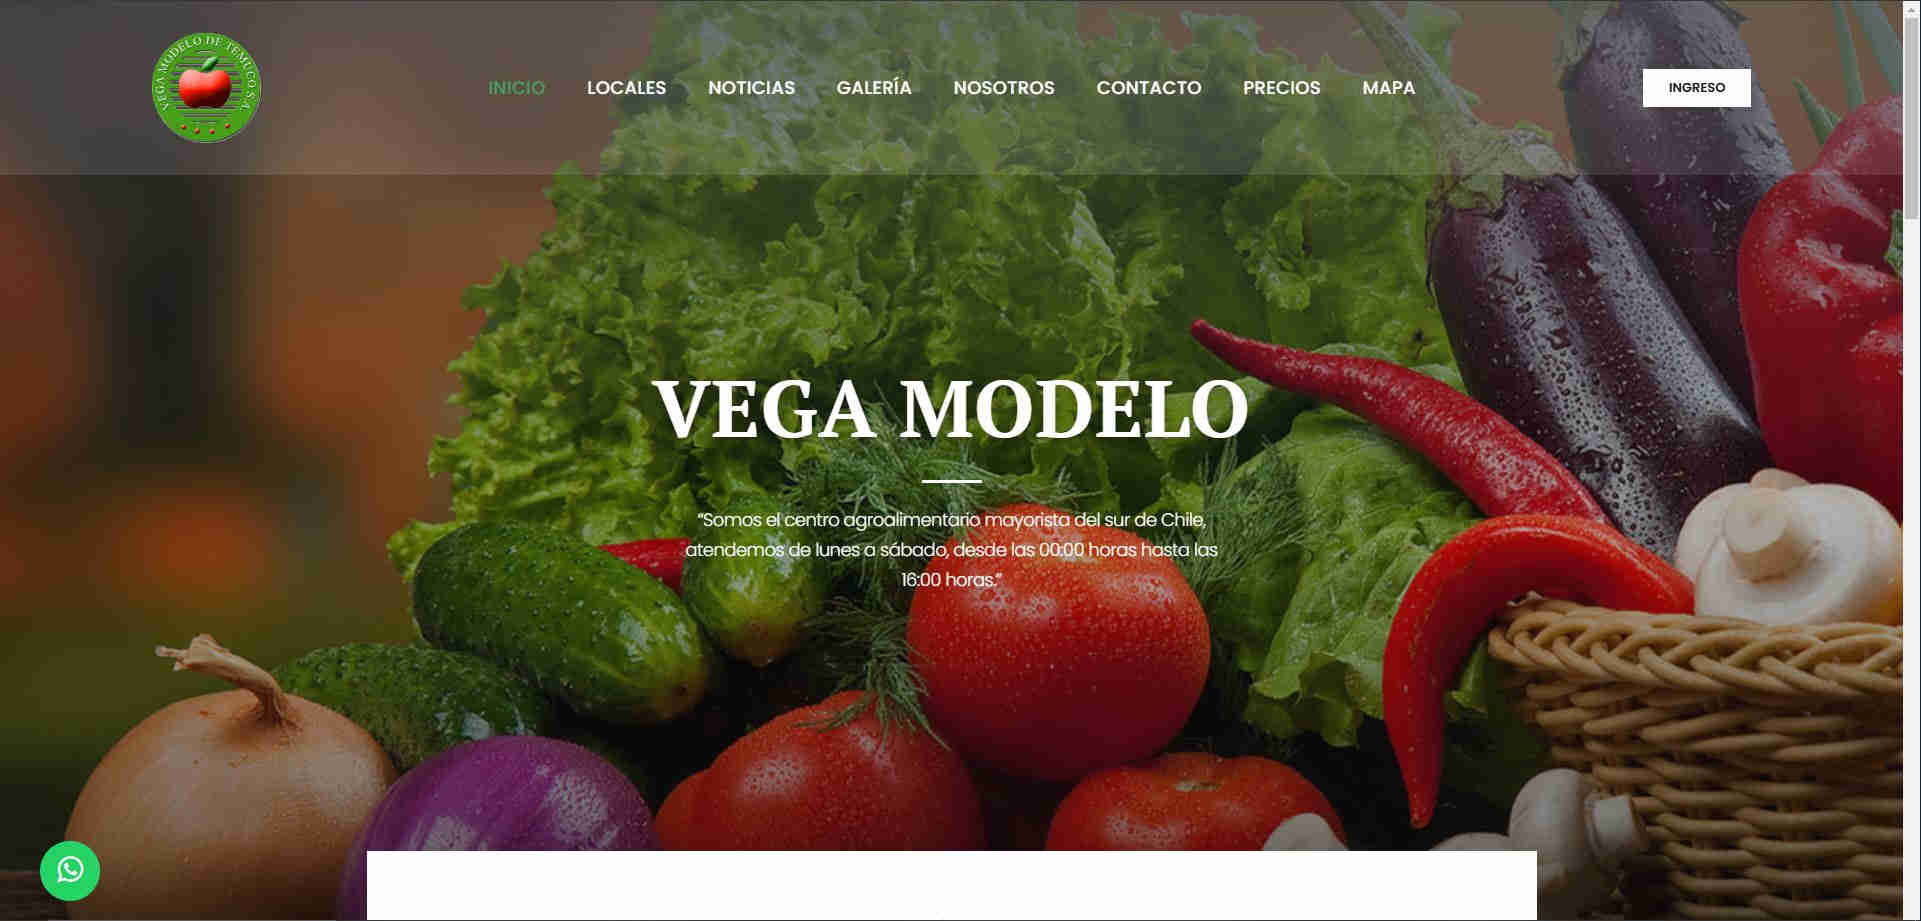 VEGA MODELO DE TEMUCO S.A.
INICIO
LOCALES
NOTICIAS
GALERÍA
NOSOTROS
CONTACTO
PRECIOS
MAPA
INGRESO
VEGA MODELO
“Somos el centro agroalimentario mayorista del sur de Chile,
atendemos de lunes a sábado, desde las 00:00 horas hasta las
16:00 horas.”